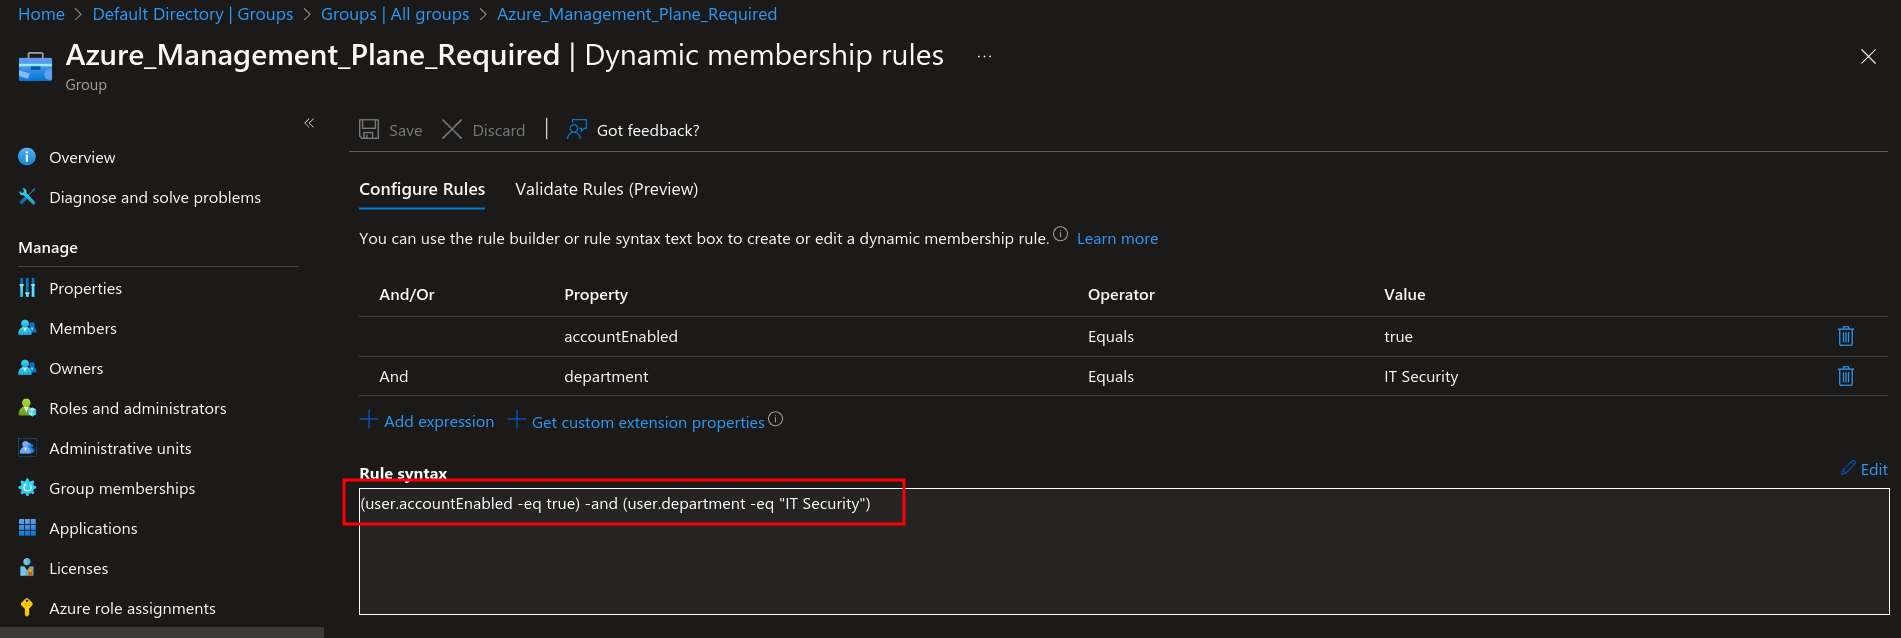 Home > Default Directory | Groups > Groups | All groups > Azure_Management_Plane_Required
Azure_Management_Plane_Required | Dynamic membership rules ...
Group
«
Save Discard | Got feedback?
Overview
Diagnose and solve problems
Manage
Properties
Members
Owners
Roles and administrators
Administrative units
Group memberships
Applications
Licenses
Azure role assignments
Configure Rules Validate Rules (Preview)
You can use the rule builder or rule syntax text box to create or edit a dynamic membership rule. Learn more
And/Or Property Operator Value
accountEnabled Equals true
And department Equals IT Security
+ Add expression + Get custom extension properties
Rule syntax Edit
(user.accountEnabled -eq true) -and (user.department -eq "IT Security")